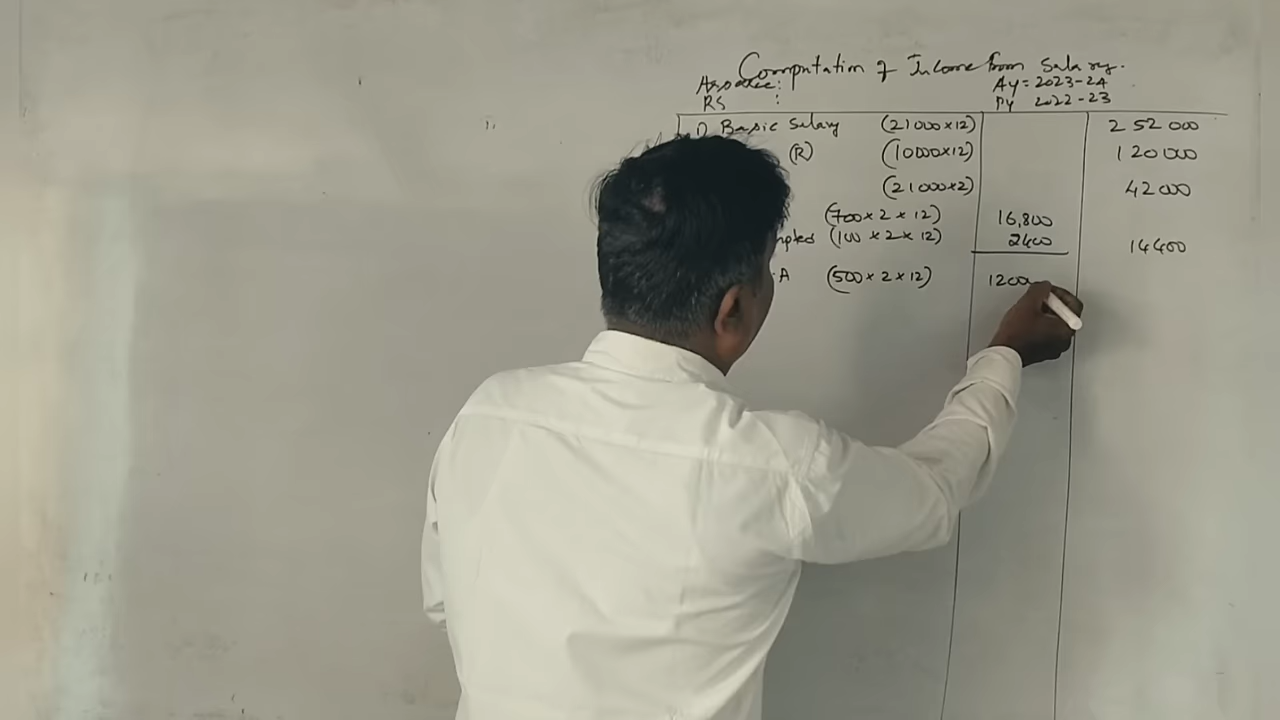 Computation of Income from Salary.
Assessee: AY = 2023-24
RS : PY 2022-23
1) Basic Salary (21000×12) 252000
(R) (10000×12) 120000
(21000×2) 42000
(700×2×12) 16,800
(100×2×12) 2400 14400
A (500×2×12) 1200